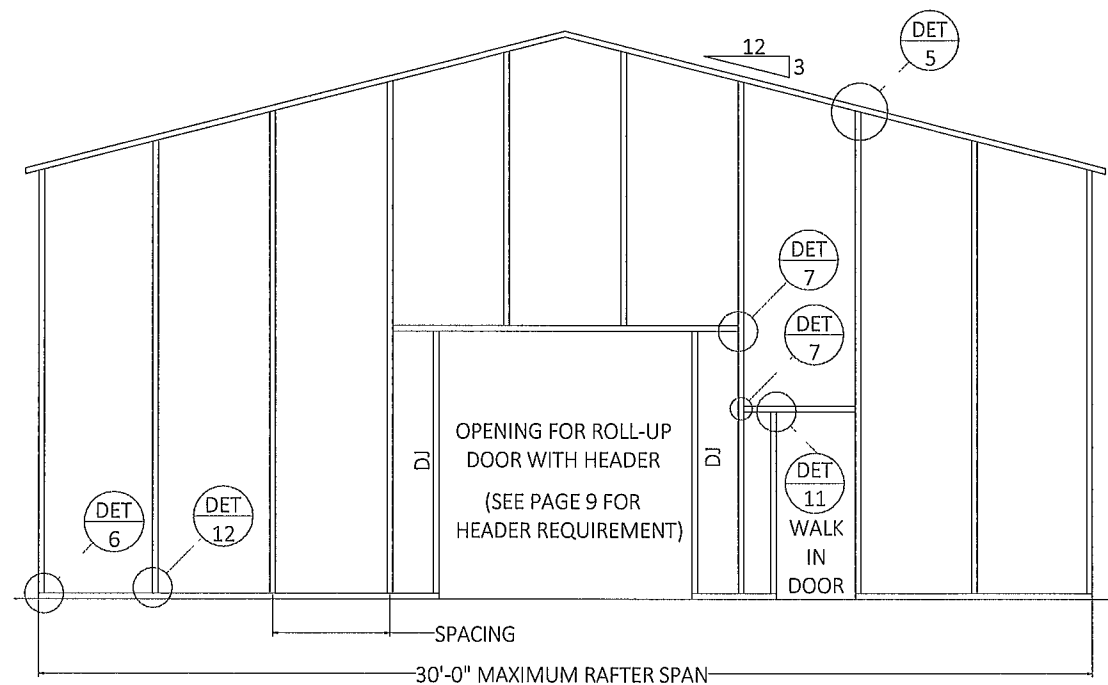 DET
5
12
3
DET
7
DET
7
OPENING FOR ROLL-UP
DOOR WITH HEADER
(SEE PAGE 9 FOR
HEADER REQUIREMENT)
DJ
DJ
DET
11
WALK
IN
DOOR
DET
6
DET
12
SPACING
30'-0" MAXIMUM RAFTER SPAN